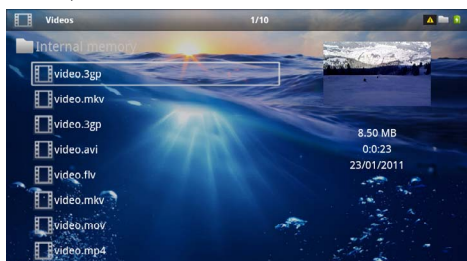 Videos 1/10
Internal memory
video.3gp
video.mkv
video.3gp
video.avi
video.flv
video.mkv
video.mov
video.mp4
8.50 MB
0:0:23
23/01/2011